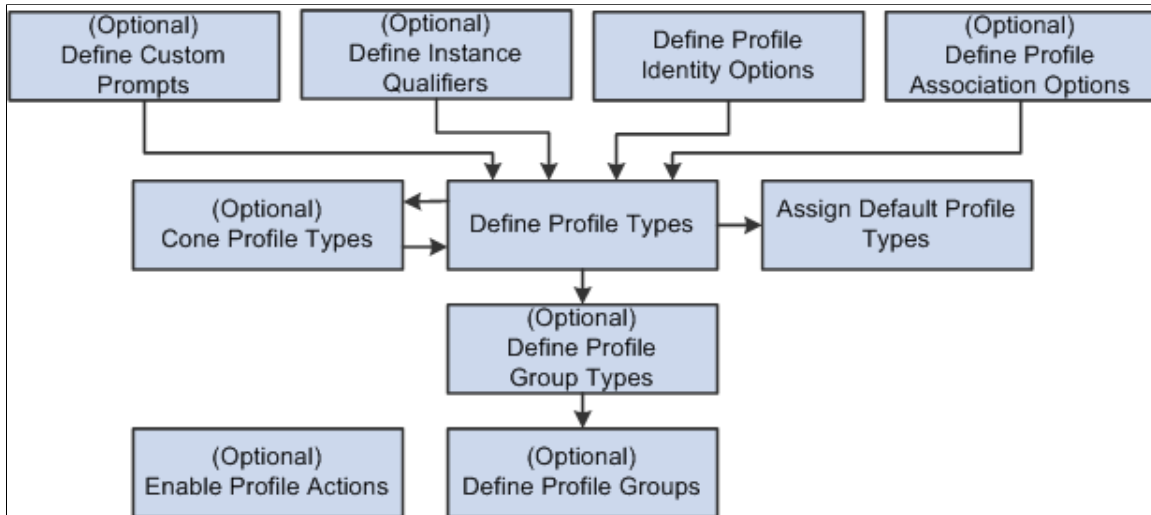 (Optional)
Define Custom
Prompts
(Optional)
Define Instance
Qualifiers
Define Profile
Identity Options
(Optional)
Define Profile
Association Options
(Optional)
Cone Profile Types
Define Profile Types
Assign Default Profile
Types
(Optional)
Define Profile
Group Types
(Optional)
Enable Profile Actions
(Optional)
Define Profile Groups